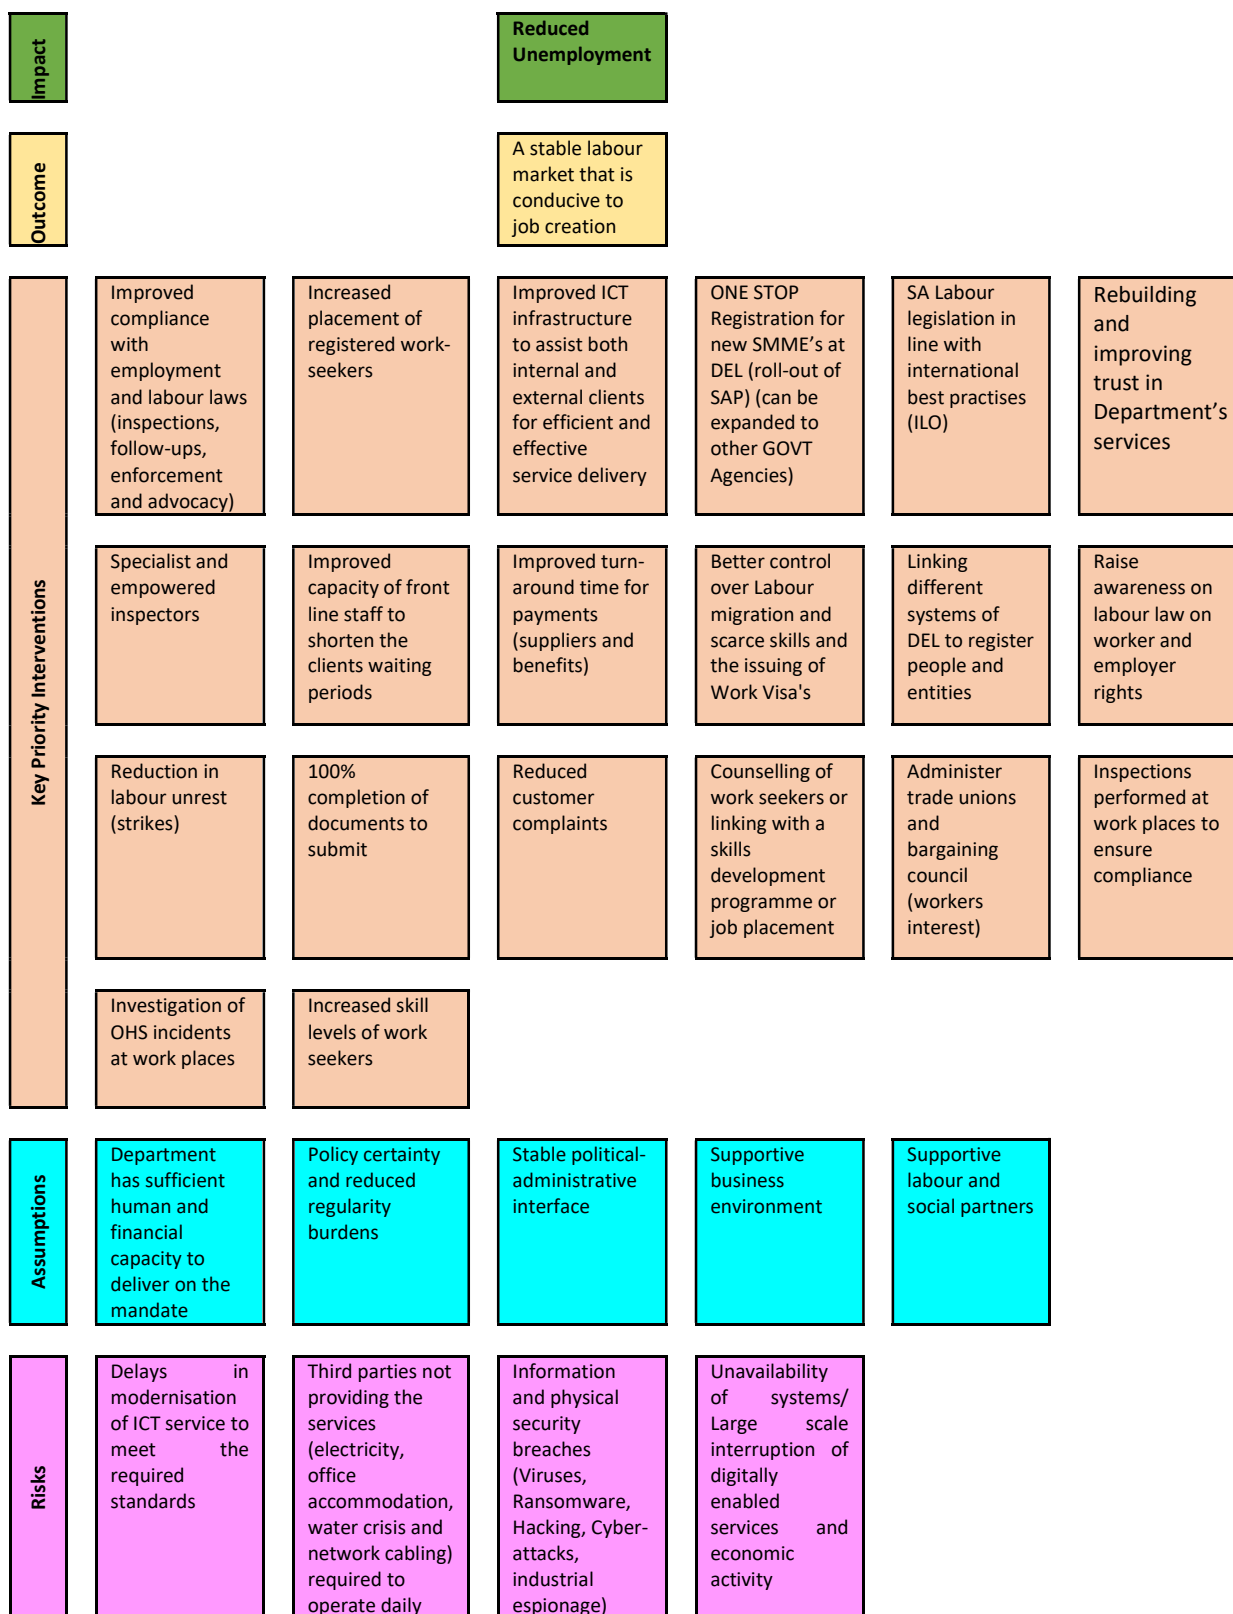 Impact
Reduced
Unemployment
Outcome
A stable labour
market that is
conducive to
job creation
Key Priority Interventions
Improved
compliance
with
employment
and labour laws
(inspections,
follow-ups,
enforcement
and advocacy)
Increased
placement of
registered work-
seekers
Improved ICT
infrastructure
to assist both
internal and
external clients
for efficient and
effective
service delivery
ONE STOP
Registration for
new SMME’s at
DEL (roll-out of
SAP) (can be
expanded to
other GOVT
Agencies)
SA Labour
legislation in
line with
international
best practises
(ILO)
Rebuilding
and
improving
trust in
Department’s
services
Specialist and
empowered
inspectors
Improved
capacity of front
line staff to
shorten the
clients waiting
periods
Improved turn-
around time for
payments
(suppliers and
benefits)
Better control
over Labour
migration and
scarce skills and
the issuing of
Work Visa's
Linking
different
systems of
DEL to register
people and
entities
Raise
awareness on
labour law on
worker and
employer
rights
Reduction in
labour unrest
(strikes)
100%
completion of
documents to
submit
Reduced
customer
complaints
Counselling of
work seekers or
linking with a
skills
development
programme or
job placement
Administer
trade unions
and
bargaining
council
(workers
interest)
Inspections
performed at
work places to
ensure
compliance
Investigation of
OHS incidents
at work places
Increased skill
levels of work
seekers
Assumptions
Department
has sufficient
human and
financial
capacity to
deliver on the
mandate
Policy certainty
and reduced
regularity
burdens
Stable political-
administrative
interface
Supportive
business
environment
Supportive
labour and
social partners
Risks
Delays in
modernisation
of ICT service to
meet the
required
standards
Third parties not
providing the
services
(electricity,
office
accommodation,
water crisis and
network cabling)
required to
operate daily
Information
and physical
security
breaches
(Viruses,
Ransomware,
Hacking, Cyber-
attacks,
industrial
espionage)
Unavailability
of systems/
Large scale
interruption of
digitally
enabled
services and
economic
activity